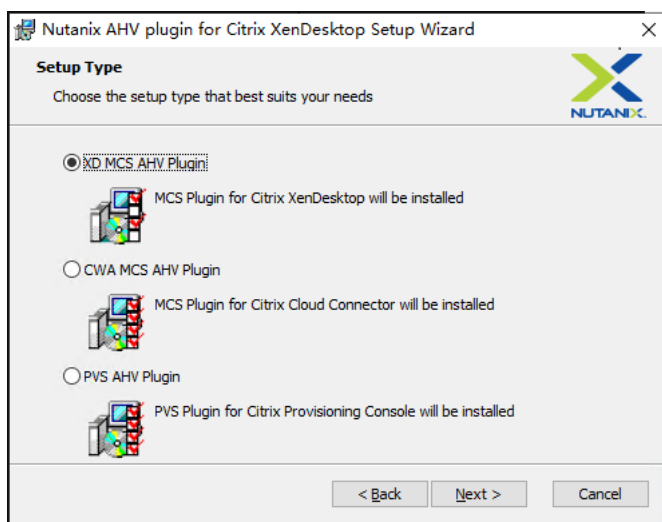 Nutanix AHV plugin for Citrix XenDesktop Setup Wizard
Setup Type
Choose the setup type that best suits your needs
NUTANIX.
XD MCS AHV Plugin
MCS Plugin for Citrix XenDesktop will be installed
CWA MCS AHV Plugin
MCS Plugin for Citrix Cloud Connector will be installed
PVS AHV Plugin
PVS Plugin for Citrix Provisioning Console will be installed
< Back Next > Cancel